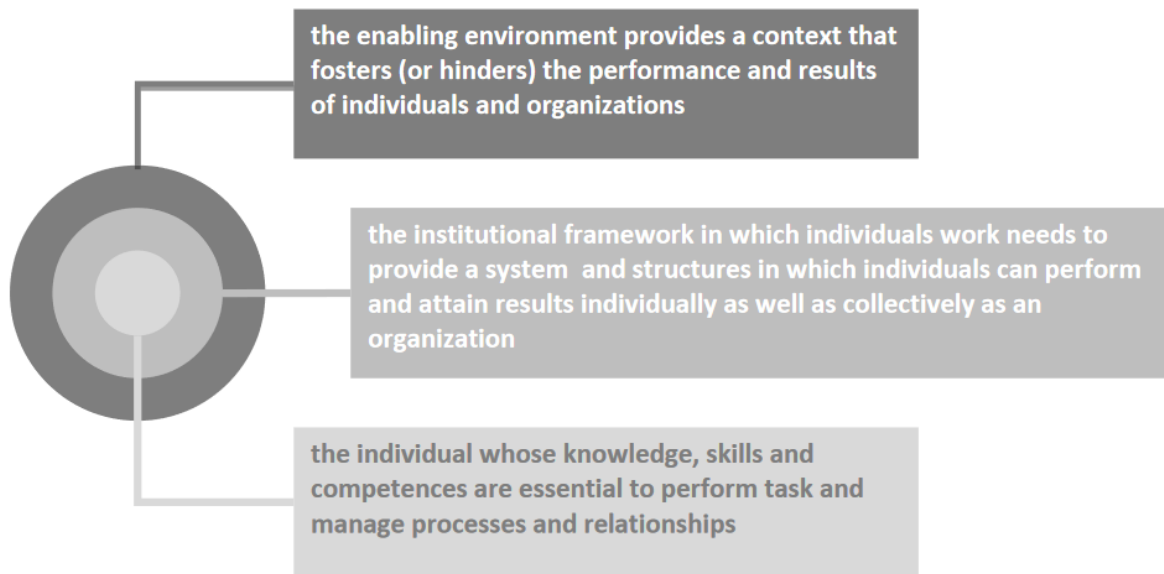 the enabling environment provides a context that
fosters (or hinders) the performance and results
of individuals and organizations
the institutional framework in which individuals work needs to
provide a system  and structures in which individuals can perform
and attain results individually as well as collectively as an
organization
the individual whose knowledge, skills and
competences are essential to perform task and
manage processes and relationships